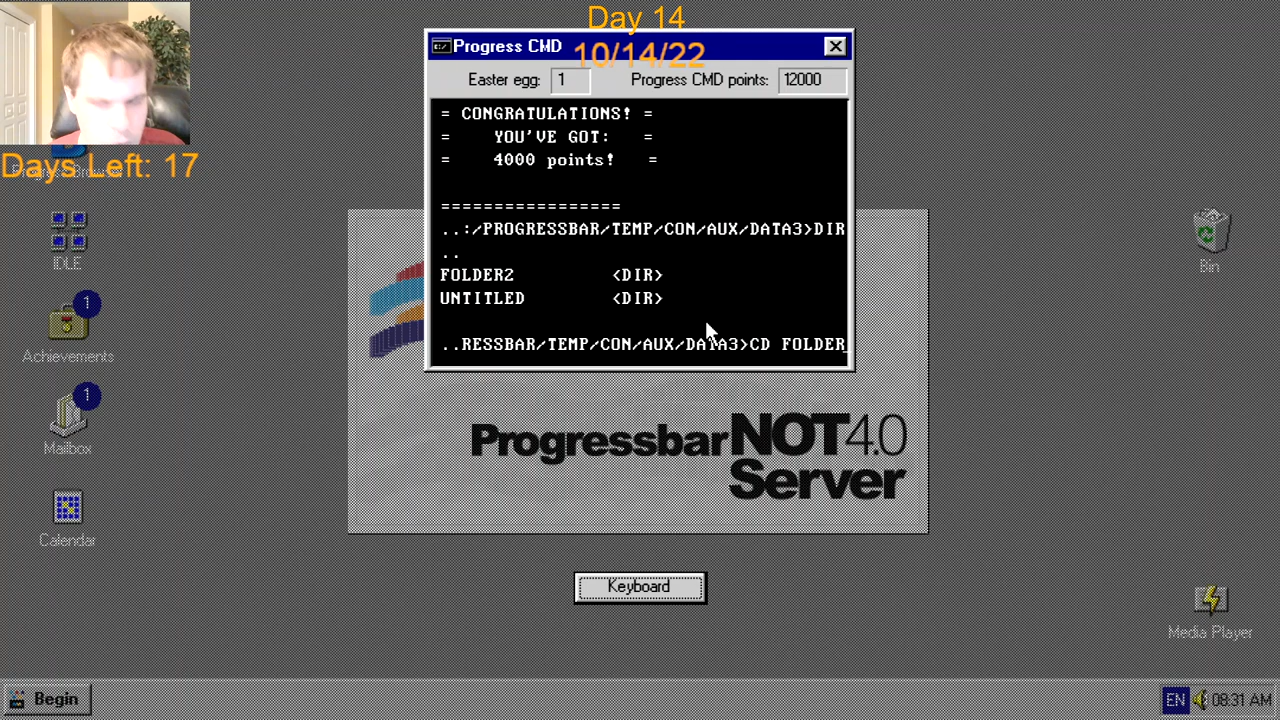 Day 14
10/14/22
Days Left: 17
Progress CMD
Easter egg: 1 Progress CMD points: 12000
= CONGRATULATIONS! =
= YOU'VE GOT: =
= 4000 points! =
=================
..:/PROGRESSBAR/TEMP/CON/AUX/DATA3>DIR
..
FOLDER2 <DIR>
UNTITLED <DIR>
..RESSBAR/TEMP/CON/AUX/DATA3>CD FOLDER_
IDLE
1
Achievements
1
Mailbox
Calendar
Bin
Media Player
ProgressbarNOT4.0
Server
Keyboard
Begin
EN 08:31 AM